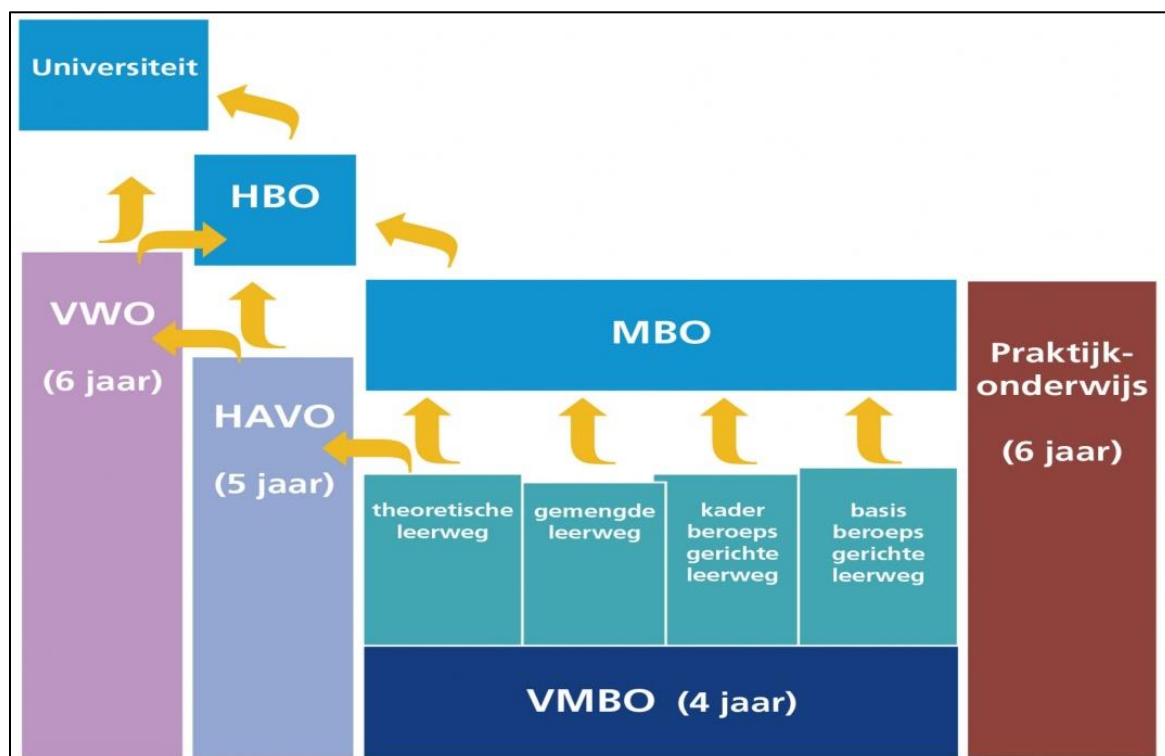 Universiteit
HBO
VWO
(6 jaar)
HAVO
(5 jaar)
MBO
Praktijk-
onderwijs
(6 jaar)
theoretische
leerweg
gemengde
leerweg
kader
beroeps
gerichte
leerweg
basis
beroeps
gerichte
leerweg
VMBO (4 jaar)